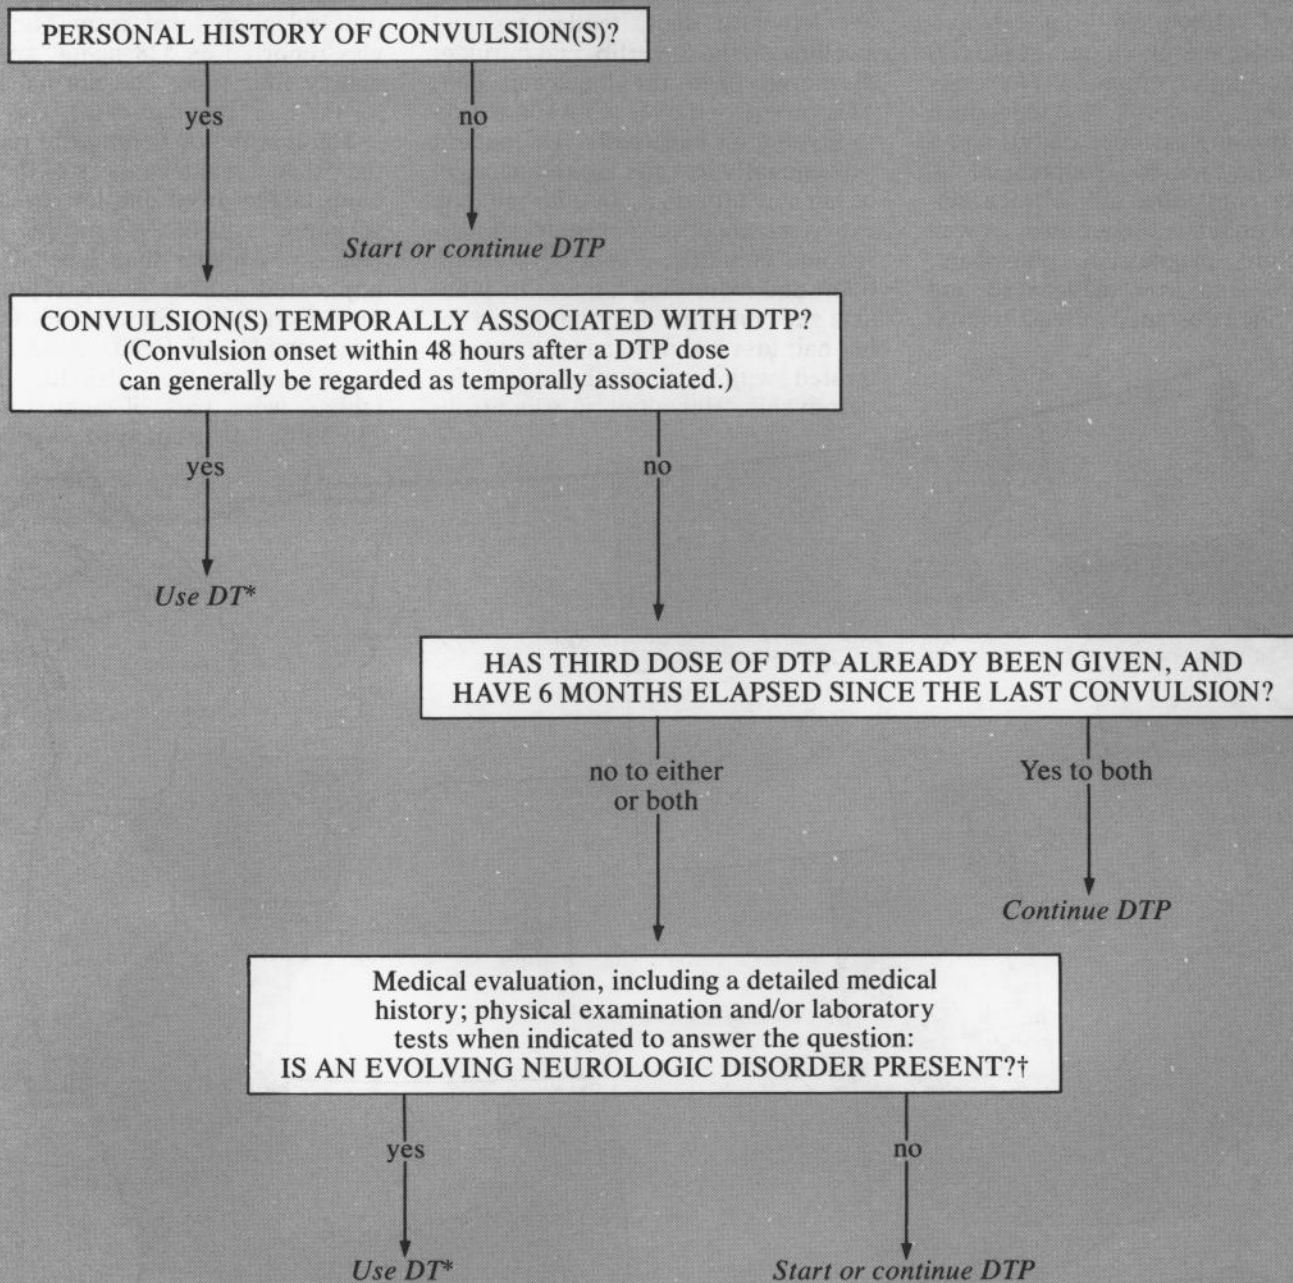 PERSONAL HISTORY OF CONVULSION(S)?
yes
no
Start or continue DTP
CONVULSION(S) TEMPORALLY ASSOCIATED WITH DTP?
(Convulsion onset within 48 hours after a DTP dose
can generally be regarded as temporally associated.)
yes
no
Use DT*
HAS THIRD DOSE OF DTP ALREADY BEEN GIVEN, AND
HAVE 6 MONTHS ELAPSED SINCE THE LAST CONVULSION?
no to either
or both
Yes to both
Continue DTP
Medical evaluation, including a detailed medical
history; physical examination and/or laboratory
tests when indicated to answer the question:
IS AN EVOLVING NEUROLOGIC DISORDER PRESENT?†
yes
no
Use DT*
Start or continue DTP